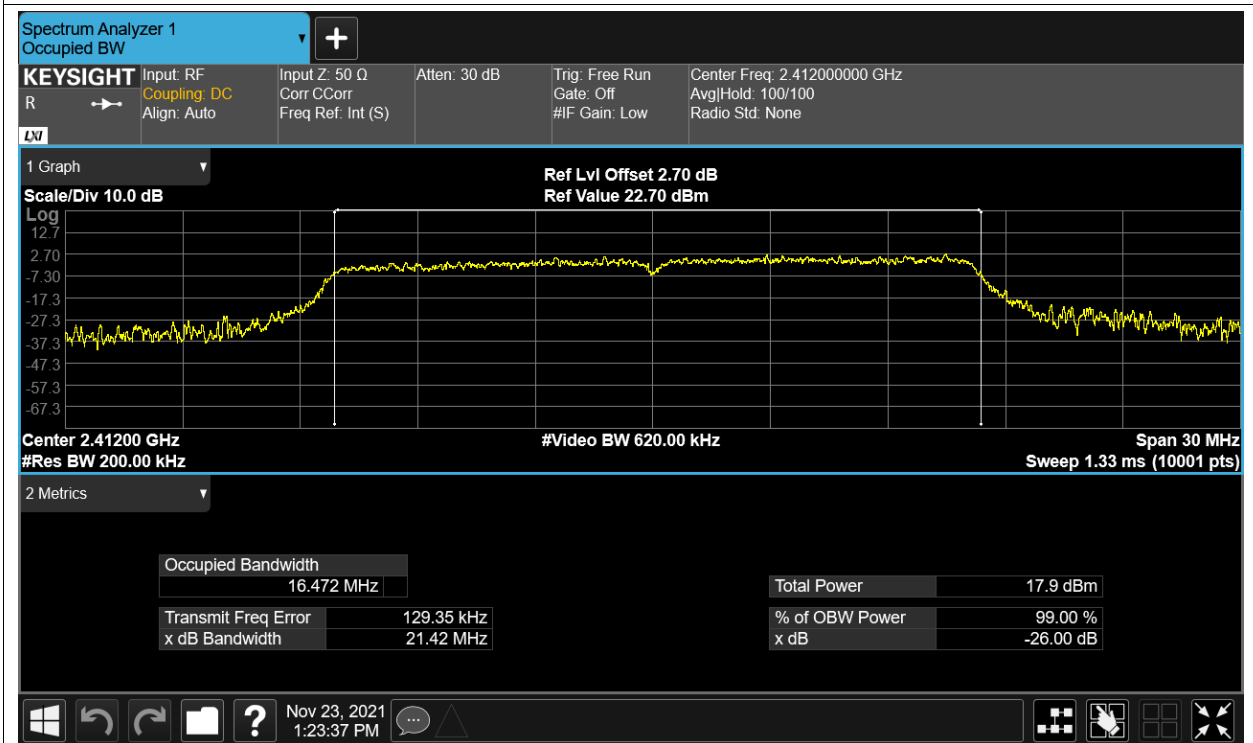 Spectrum Analyzer 1
Occupied BW
KEYSIGHT
R
LXI
Input: RF
Coupling: DC
Align: Auto
Input Z: 50 Ω
Corr CCorr
Freq Ref: Int (S)
Atten: 30 dB
Trig: Free Run
Gate: Off
#IF Gain: Low
Center Freq: 2.412000000 GHz
Avg|Hold: 100/100
Radio Std: None
1 Graph
Scale/Div 10.0 dB
Ref Lvl Offset 2.70 dB
Ref Value 22.70 dBm
Log
12.7
2.70
-7.30
-17.3
-27.3
-37.3
-47.3
-57.3
-67.3
Center 2.41200 GHz
#Video BW 620.00 kHz
Span 30 MHz
#Res BW 200.00 kHz
Sweep 1.33 ms (10001 pts)
2 Metrics
Occupied Bandwidth
16.472 MHz
Total Power 17.9 dBm
Transmit Freq Error 129.35 kHz
% of OBW Power 99.00 %
x dB Bandwidth 21.42 MHz
x dB -26.00 dB
?
Nov 23, 2021
1:23:37 PM